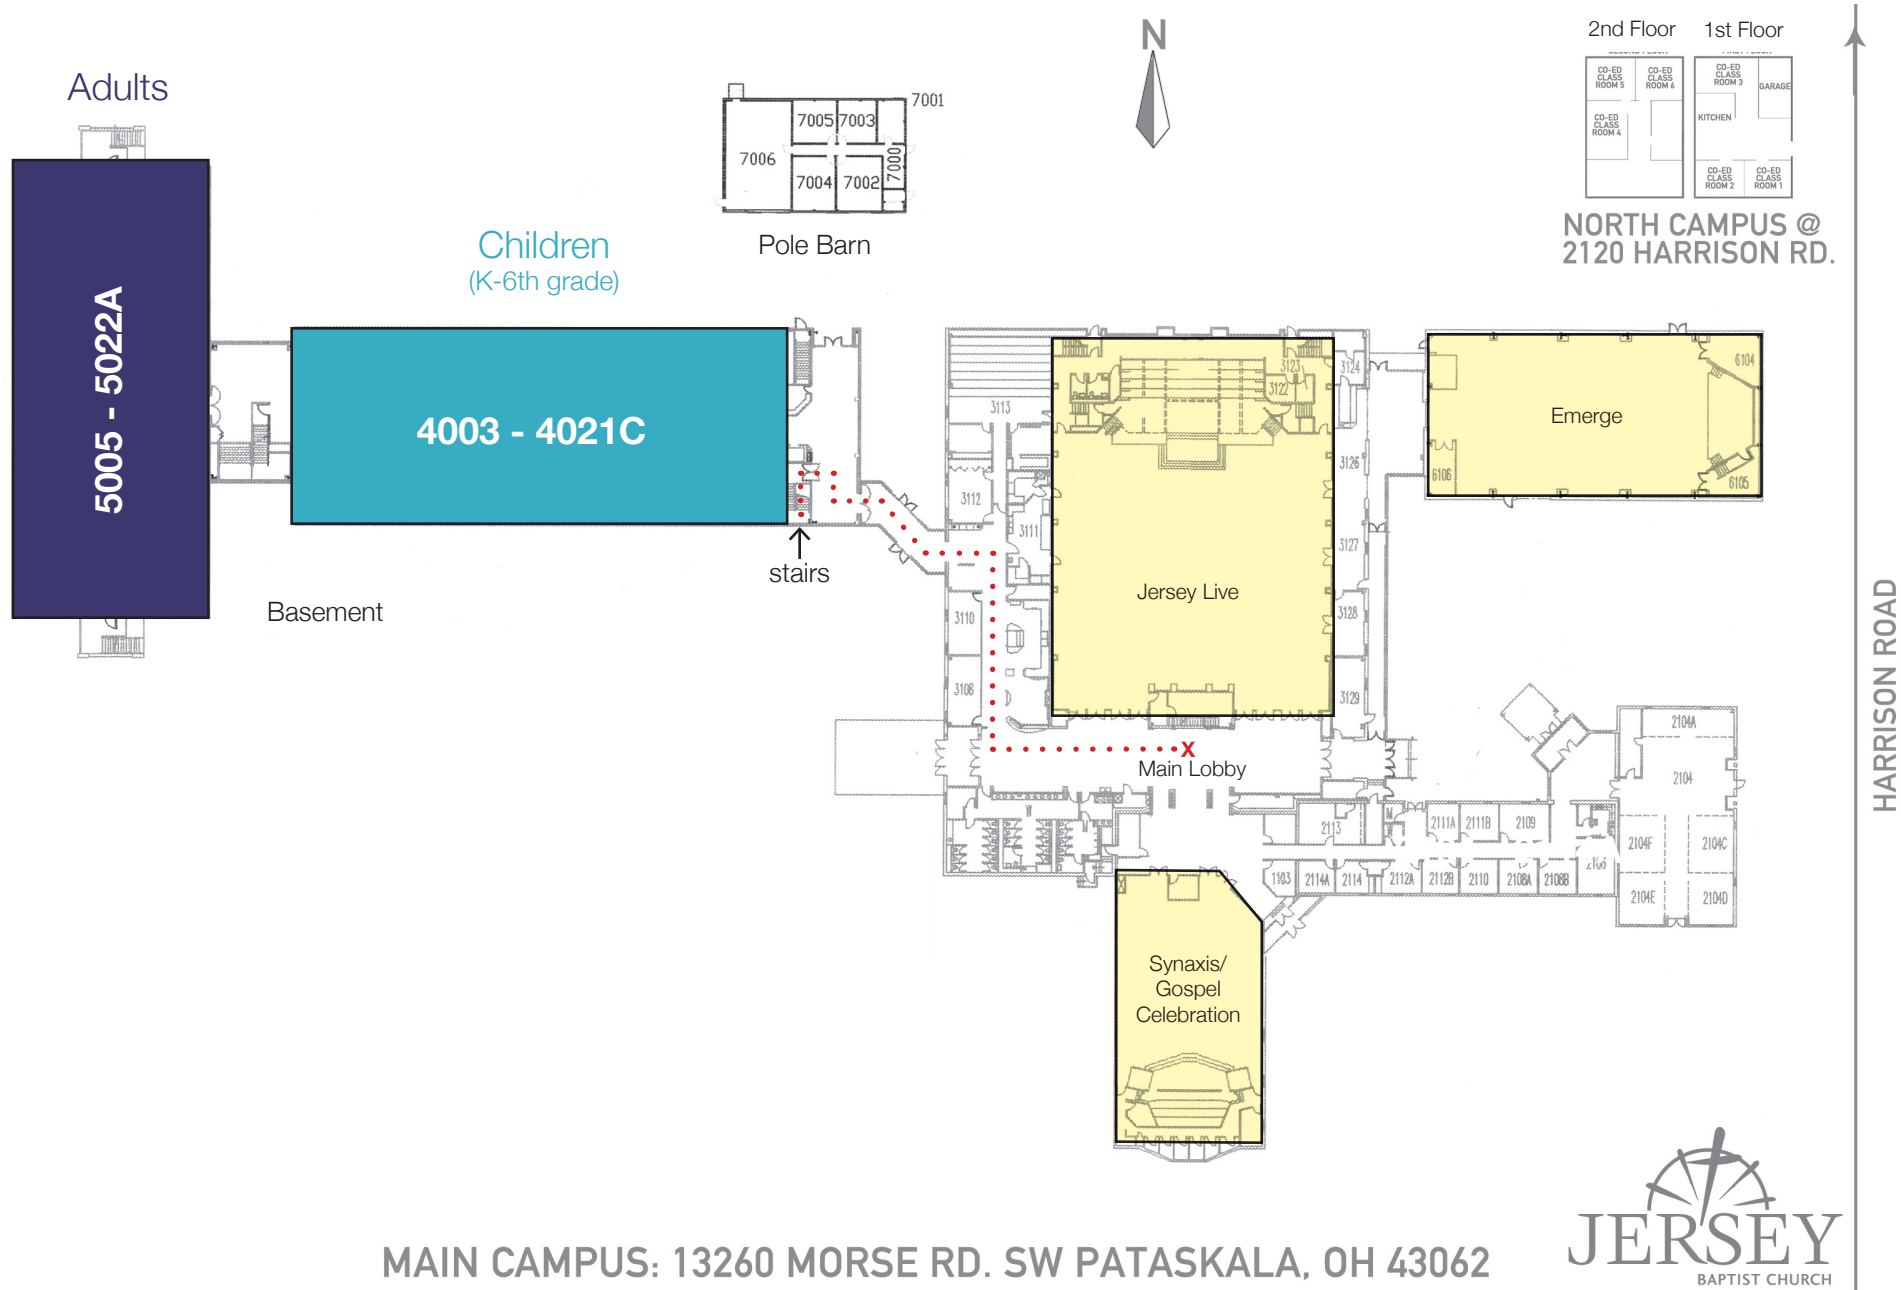 N
2nd Floor
1st Floor
CO-ED
CLASS
ROOM 5
CO-ED
CLASS
ROOM 6
CO-ED
CLASS
ROOM 4
CO-ED
CLASS
ROOM 3
GARAGE
KITCHEN
CO-ED
CLASS
ROOM 2
CO-ED
CLASS
ROOM 1
NORTH CAMPUS @
2120 HARRISON RD.
HARRISON ROAD
Adults
5005 - 5022A
Children
(K-6th grade)
4003 - 4021C
7001
7005
7003
7006
7000
7004
7002
Pole Barn
stairs
Basement
3113
3112
3111
3110
3108
3123
3122
3124
3126
3127
3128
3129
Jersey Live
Emerge
6104
6106
6105
X
Main Lobby
W
W
M
M
2113
2111A
2111B
2109
2106
1103
2114A
2114
2112A
2112B
2110
2108A
2108B
2104A
2104
2104F
2104C
2104E
2104D
Synaxis/
Gospel
Celebration
MAIN CAMPUS: 13260 MORSE RD. SW PATASKALA, OH 43062
JERSEY
BAPTIST CHURCH